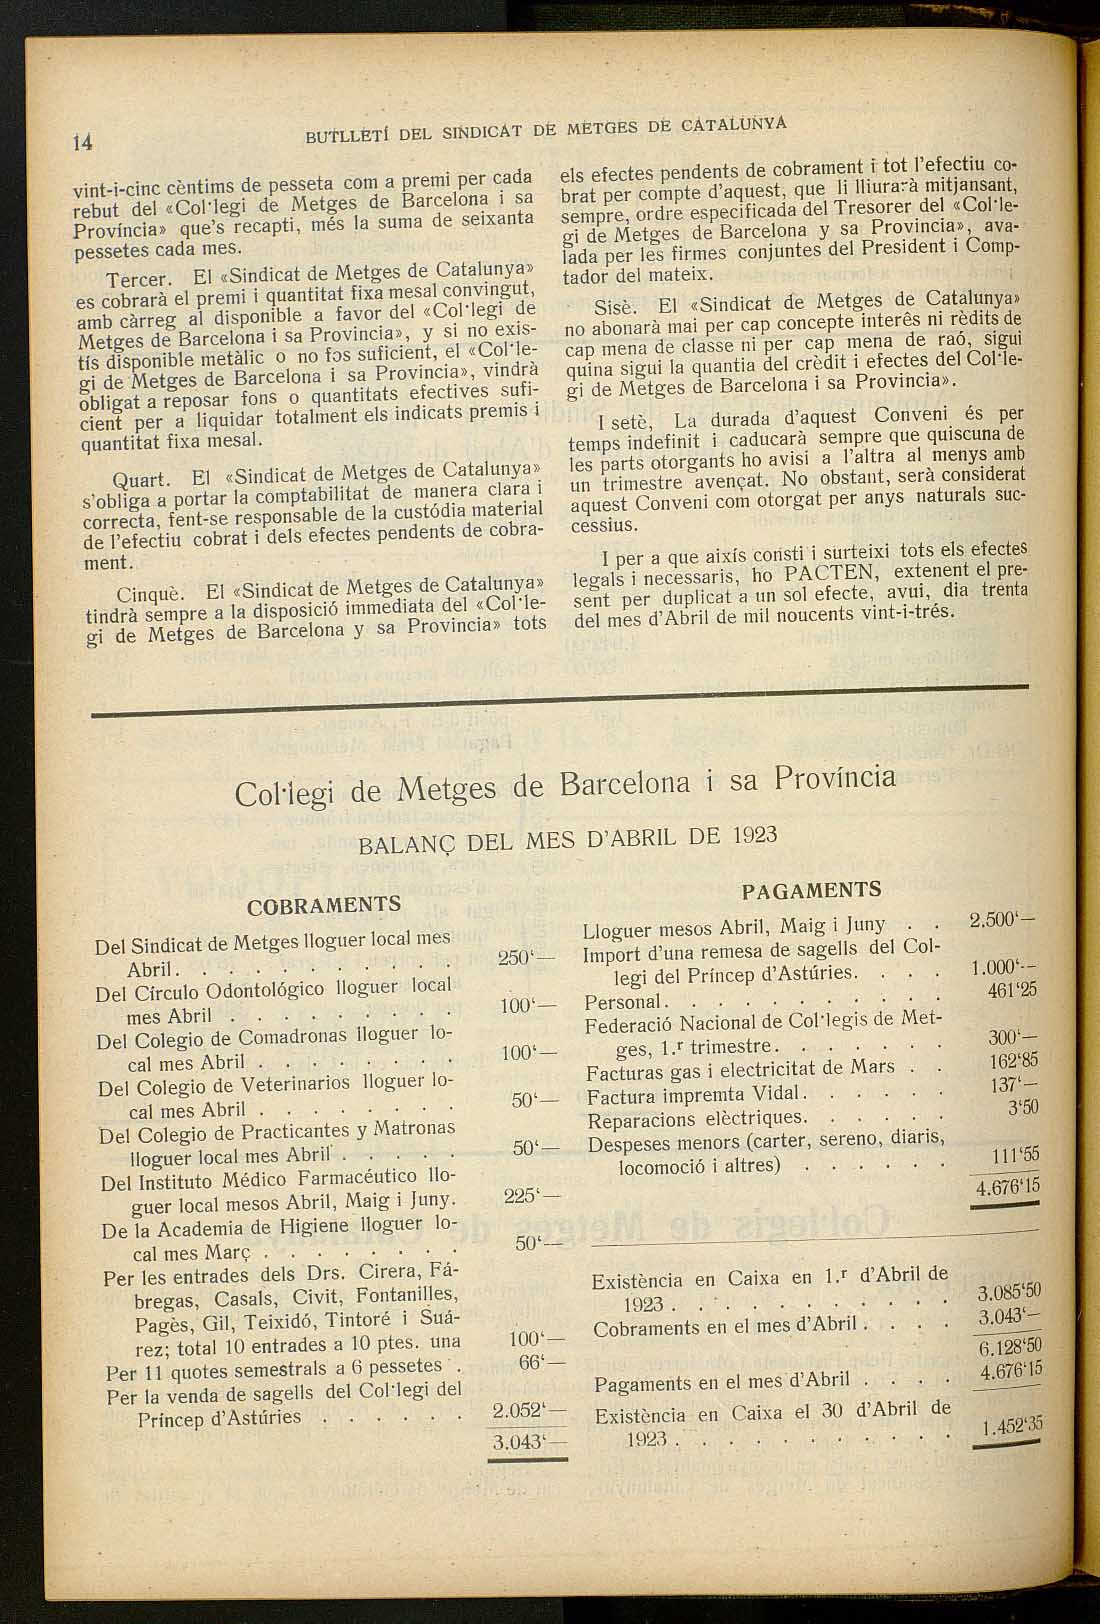 14
BUTLLETÍ DEL SINDICAT DE METGES DE CATALUNYA
vint-i-cinc cèntims de pesseta com a premi per cada
rebut del «Col·legi de Metges de Barcelona i sa
Província» que's recapti, més la suma de seixanta
pessetes cada mes.
Tercer. El «Sindicat de Metges de Catalunya»
es cobrarà el premi i quantitat fixa mesal convingut,
amb càrreg al disponible a favor del «Col·legi de
Metges de Barcelona i sa Provincia», y si no exis-
tís disponible metàlic o no fos suficient, el «Col·le-
gi de Metges de Barcelona i sa Provincia», vindrà
obligat a reposar fons o quantitats efectives sufi-
cient per a liquidar totalment els indicats premis i
quantitat fixa mesal.
Quart. El «Sindicat de Metges de Catalunya»
s'obliga a portar la comptabilitat de manera clara i
correcta, fent-se responsable de la custódia material
de l'efectiu cobrat i dels efectes pendents de cobra-
ment.
Cinquè. El «Sindicat de Metges de Catalunya»
tindrà sempre a la disposició immediata del «Col·le-
gi de Metges de Barcelona y sa Provincia» tots
els efectes pendents de cobrament i tot l'efectiu co-
brat per compte d'aquest, que li lliurarà mitjansant,
sempre, ordre especificada del Tresorer del «Col·le-
gi de Metges de Barcelona y sa Provincia», ava-
lada per les firmes conjuntes del President i Comp-
tador del mateix.
Sisè. El «Sindicat de Metges de Catalunya»
no abonarà mai per cap concepte interês ni rèdits de
cap mena de classe ni per cap mena de raó, sigui
quina sigui la quantia del crèdit i efectes del Col·le-
gi de Metges de Barcelona i sa Provincia».
I setè, La durada d'aquest Conveni és per
temps indefinit i caducarà sempre que quiscuna de
les parts otorgants ho avisi a l'altra al menys amb
un trimestre avençat. No obstant, serà considerat
aquest Conveni com otorgat per anys naturals suc-
cessius.
I per a que aixís consti i surteixi tots els efectes
legals i necessaris, ho PACTEN, extenent el pre-
sent per duplicat a un sol efecte, avui, dia trenta
del mes d'Abril de mil noucents vint-i-trés.
Col·legi de Metges de Barcelona i sa Província
BALANÇ DEL MES D'ABRIL DE 1923
COBRAMENTS
Del Sindicat de Metges lloguer local mes
Abril. . . . . . . . . . . 250'—
Del Círculo Odontológico lloguer local
mes Abril . . . . . . . . . 100'—
Del Colegio de Comadronas lloguer lo-
cal mes Abril . . . . . . . . 100'—
Del Colegio de Veterinarios lloguer lo-
cal mes Abril . . . . . . . . 50'—
Del Colegio de Practicantes y Matronas
lloguer local mes Abril . . . . . 50'—
Del Instituto Médico Farmacéutico llo-
guer local mesos Abril, Maig i Juny. 225'—
De la Academia de Higiene lloguer lo-
cal mes Març . . . . . . . . 50'—
Per les entrades dels Drs. Cirera, Fá-
bregas, Casals, Civit, Fontanilles,
Pagès, Gil, Teixidó, Tintoré i Suá-
rez; total 10 entrades a 10 ptes. una 100'—
Per 11 quotes semestrals a 6 pessetes . 66'—
Per la venda de sagells del Col·legi del
Príncep d'Astúries . . . . . . 2.052'—
3.043'—
PAGAMENTS
Lloguer mesos Abril, Maig i Juny . . 2.500'—
Import d'una remesa de sagells del Col-
legi del Príncep d'Astúries. . . . 1.000'—
Personal. . . . . . . . . . . 461'25
Federació Nacional de Col·legis de Met-
ges, 1.r trimestre. . . . . . . 300'—
Facturas gas i electricitat de Mars . . 162'85
Factura impremta Vidal. . . . . . 137'—
Reparacions elèctriques. . . . . . 3'50
Despeses menors (carter, sereno, diaris,
locomoció i altres) . . . . . . 111'55
4.676'15
Existència en Caixa en 1.r d'Abril de
1923 . . . . . . . . . . . 3.085'50
Cobraments en el mes d'Abril . . . . 3.043'—
6.128'50
Pagaments en el mes d'Abril . . . . 4.676'15
Existència en Caixa el 30 d'Abril de
1923 . . . . . . . . . . . 1.452'35